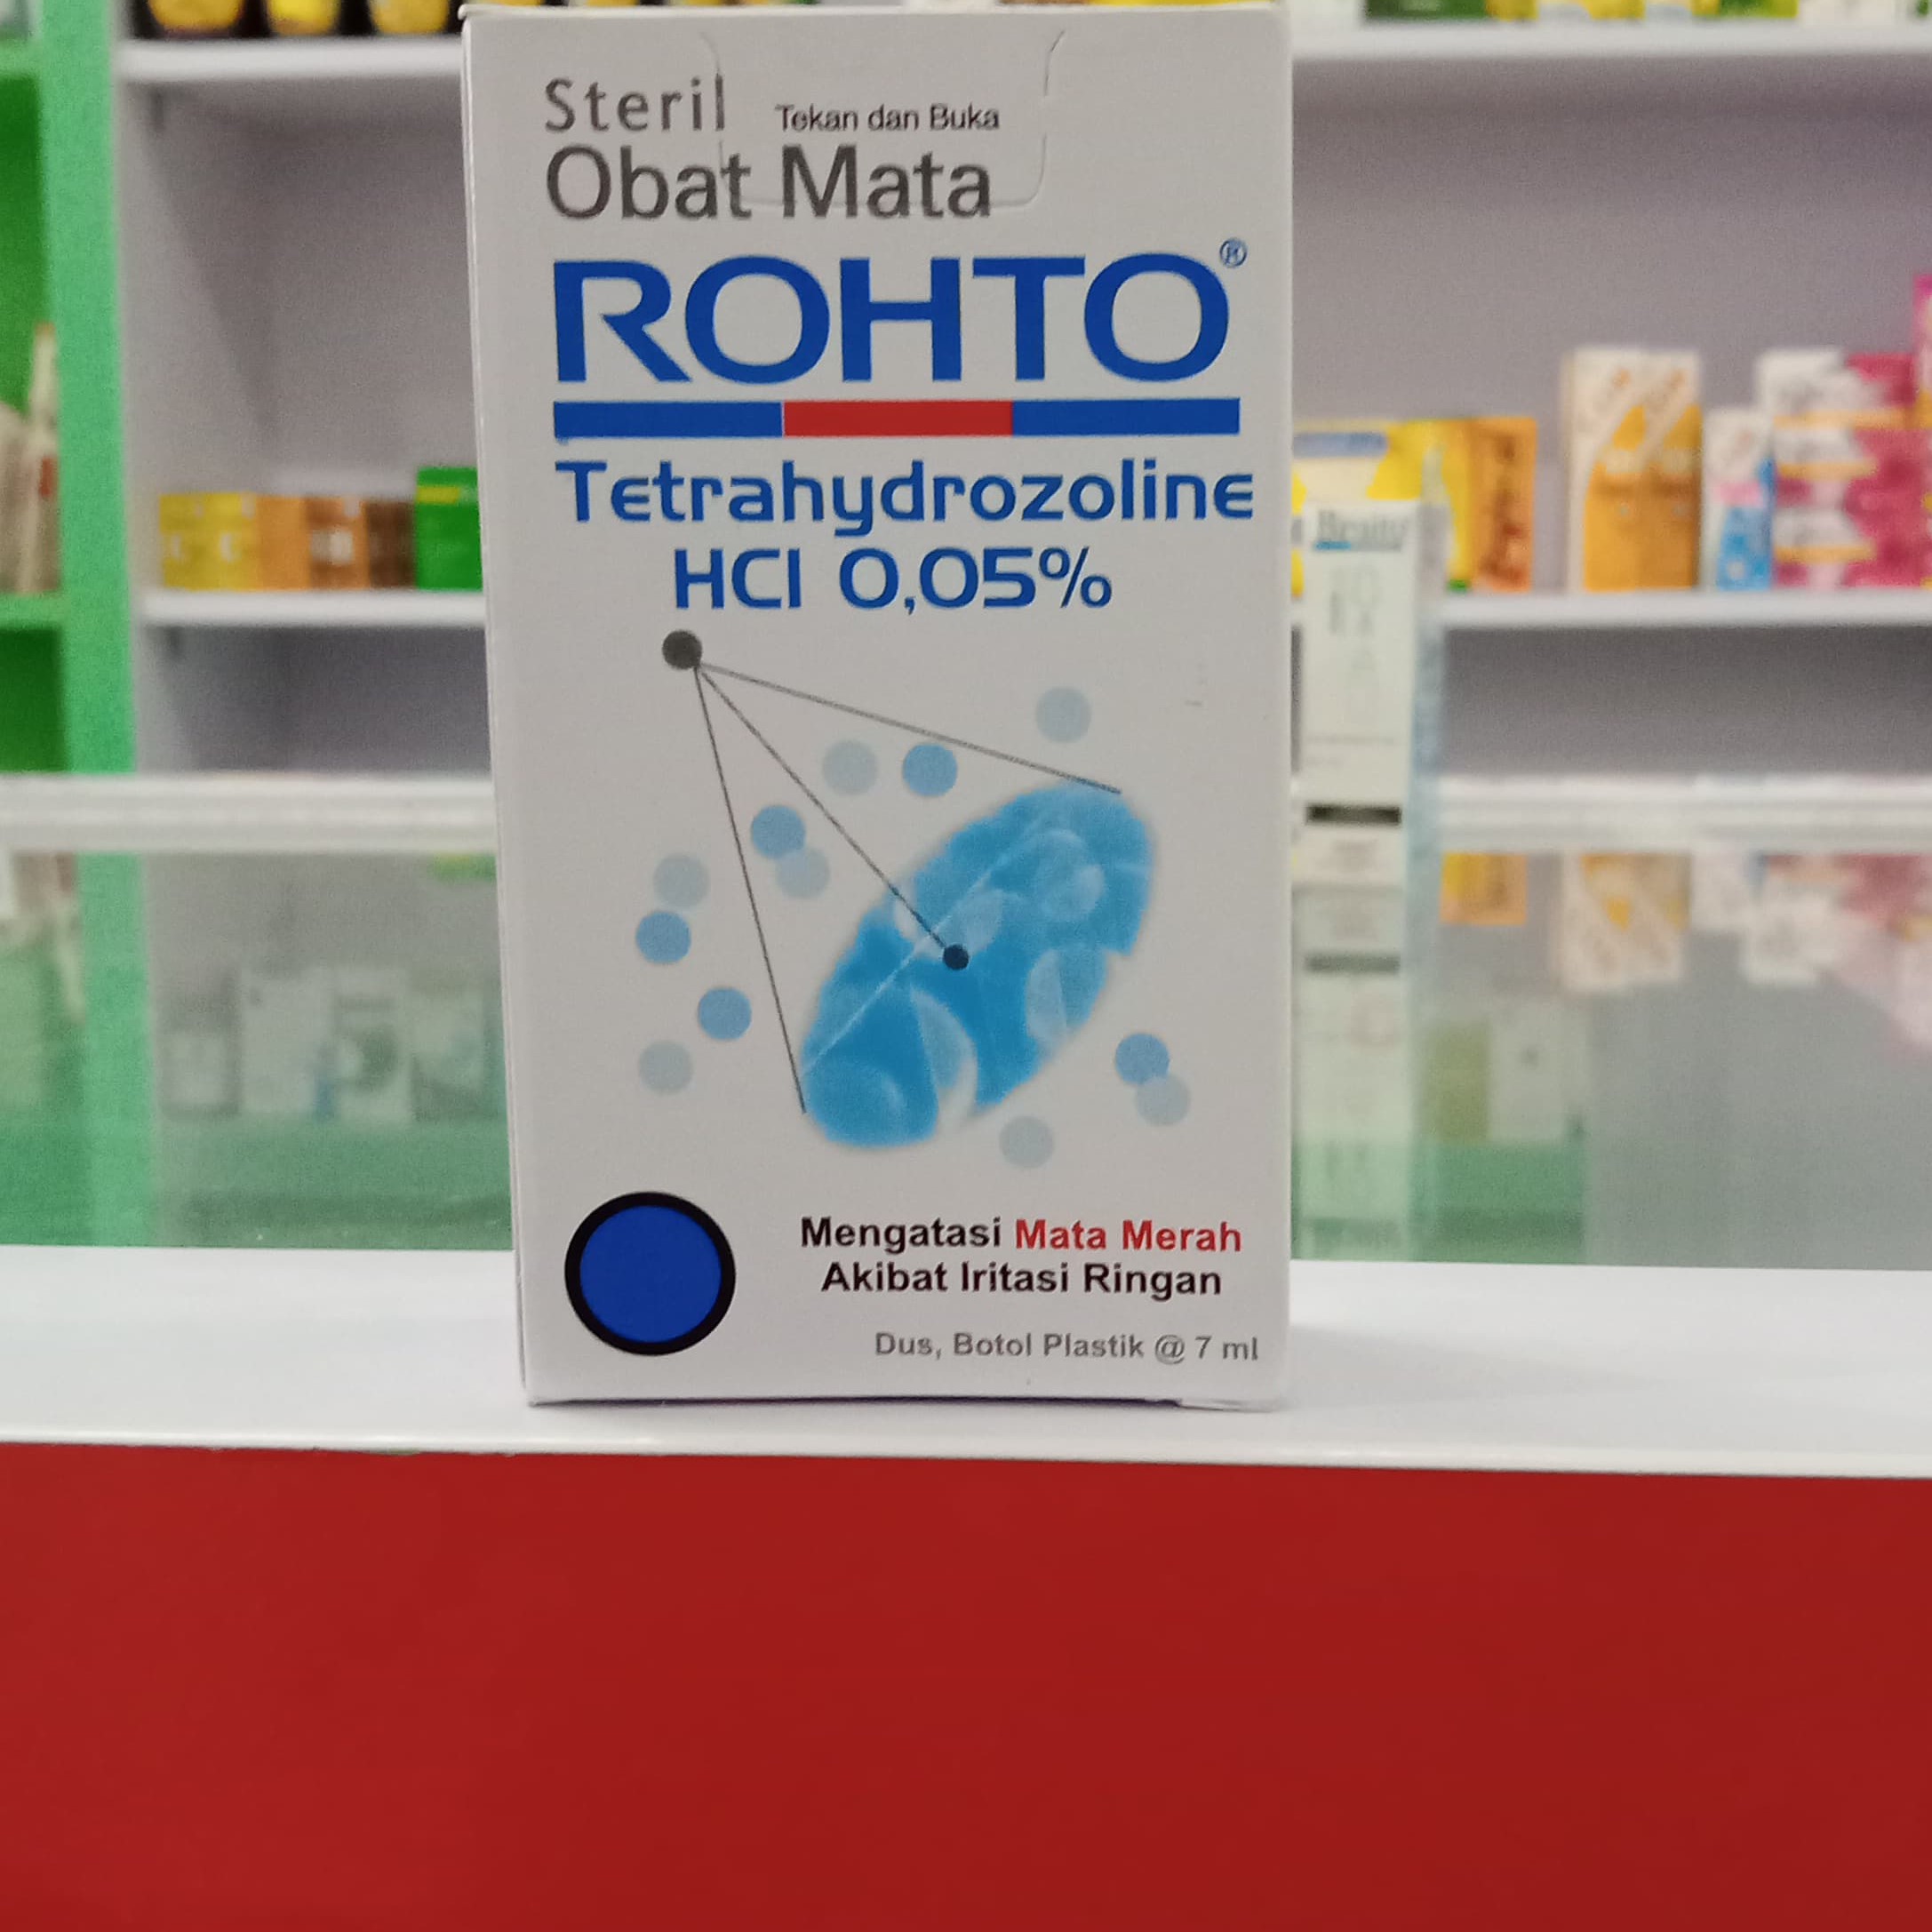 Steril Tekan dan Buka
Obat Mata
ROHTO®
Tetrahydrozoline
HCl 0,05%
Mengatasi Mata Merah
Akibat Iritasi Ringan
Dus, Botol Plastik @ 7 ml